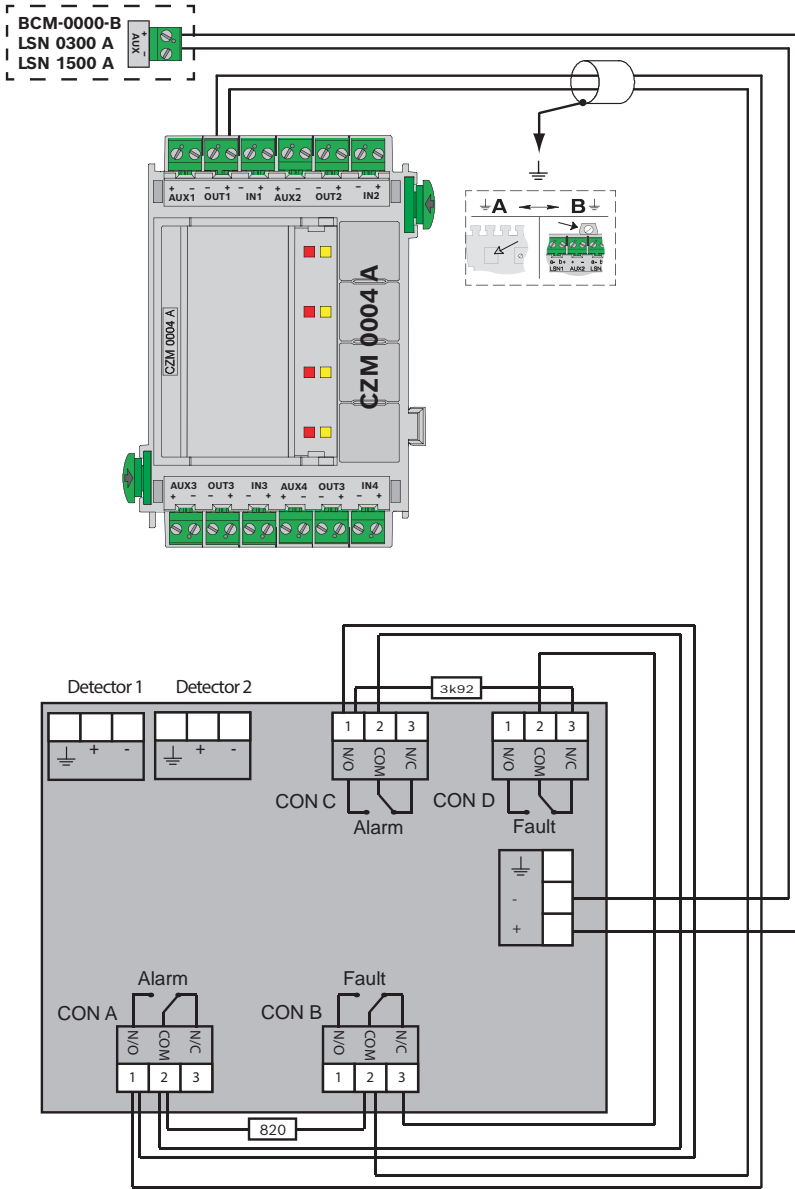 BCM-0000-B
LSN 0300 A
LSN 1500 A
AUX + -
+ - - + - + + - - + - +
AUX1 OUT1 IN1 AUX2 OUT2 IN2
A B
a- b+ + - a- b
LSN1 AUX2 LSN
CZM 0004 A
CZM 0004 A
AUX3 OUT3 IN3 AUX4 OUT3 IN4
+ - - + - + + - - + - +
3k92
Detector 1 Detector 2
+ - + -
1 2 3 1 2 3
N/O COM N/C N/O COM N/C
CON C CON D
Alarm Fault
-
+
Alarm Fault
CON A CON B
N/O COM N/C N/O COM N/C
1 2 3 1 2 3
820